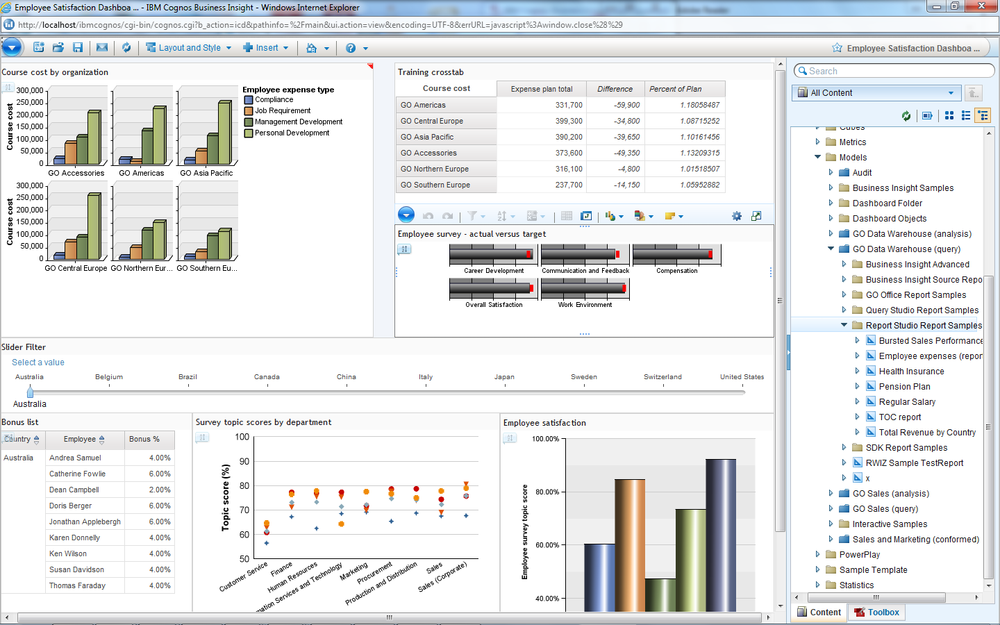 Employee Satisfaction Dashboa ... - IBM Cognos Business Insight - Windows Internet Explorer
http://localhost/ibmcognos/cgi-bin/cognos.cgi?b_action=icd&pathinfo=%2Fmain&ui.action=view&encoding=UTF-8&errURL=javascript%3Awindow.close%28%29
Layout and Style Insert Employee Satisfaction Dashboa ...
Course cost by organization
Employee expense type
Compliance
Job Requirement
Management Development
Personal Development
Course cost
300,000
250,000
200,000
150,000
100,000
50,000
0
GO Accessories GO Americas GO Asia Pacific
Course cost
300,000
250,000
200,000
150,000
100,000
50,000
0
GO Central Europe GO Northern Eur... GO Southern Eu...
Training crosstab
Course cost Expense plan total Difference Percent of Plan
GO Americas 331,700 -59,900 1.18058487
GO Central Europe 399,300 -34,800 1.08715252
GO Asia Pacific 390,200 -39,650 1.10161456
GO Accessories 373,600 -49,350 1.13209315
GO Northern Europe 316,100 -4,800 1.01518507
GO Southern Europe 237,700 -14,150 1.05952882
Employee survey - actual versus target
Career Development Communication and Feedback Compensation
Overall Satisfaction Work Environment
Slider Filter
Select a value
Australia Belgium Brazil Canada China Italy Japan Sweden Switzerland United States
Australia
Bonus list
Country Employee Bonus %
Australia Andrea Samuel 4.00%
Catherine Fowlie 6.00%
Dean Campbell 2.00%
Doris Berger 6.00%
Jonathan Applebergh 6.00%
Karen Donnelly 4.00%
Ken Wilson 4.00%
Susan Davidson 4.00%
Thomas Faraday 4.00%
Survey topic scores by department
Topic score (%)
100
90
80
70
60
50
Customer Service
Finance
Human Resources
mation Services and Technology
Marketing
Procurement
Production and Distribution
Sales
Sales (Corporate)
Employee satisfaction
Employee survey topic score
100.00%
80.00%
60.00%
40.00%
Search
All Content
Cubes
Metrics
Models
Audit
Business Insight Samples
Dashboard Folder
Dashboard Objects
GO Data Warehouse (analysis)
GO Data Warehouse (query)
Business Insight Advanced
Business Insight Source Repo
GO Office Report Samples
Query Studio Report Samples
Report Studio Report Samples
Bursted Sales Performance
Employee expenses (repor
Health Insurance
Pension Plan
Regular Salary
TOC report
Total Revenue by Country
SDK Report Samples
RWIZ Sample TestReport
x
GO Sales (analysis)
GO Sales (query)
Interactive Samples
Sales and Marketing (conformed)
PowerPlay
Sample Template
Statistics
Content Toolbox